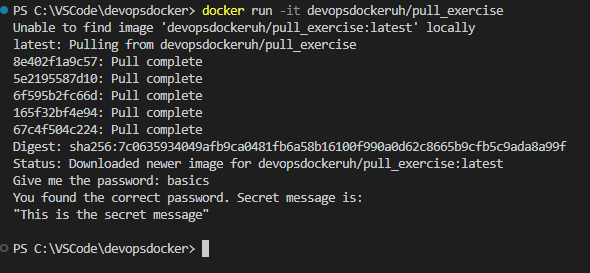 PS C:\VSCode\devopsdocker> docker run -it devopsdockeruh/pull_exercise
Unable to find image 'devopsdockeruh/pull_exercise:latest' locally
latest: Pulling from devopsdockeruh/pull_exercise
8e402f1a9c57: Pull complete
5e2195587d10: Pull complete
6f595b2fc66d: Pull complete
165f32bf4e94: Pull complete
67c4f504c224: Pull complete
Digest: sha256:7c0635934049afb9ca0481fb6a58b16100f990a0d62c8665b9cfb5c9ada8a99f
Status: Downloaded newer image for devopsdockeruh/pull_exercise:latest
Give me the password: basics
You found the correct password. Secret message is:
"This is the secret message"
PS C:\VSCode\devopsdocker>